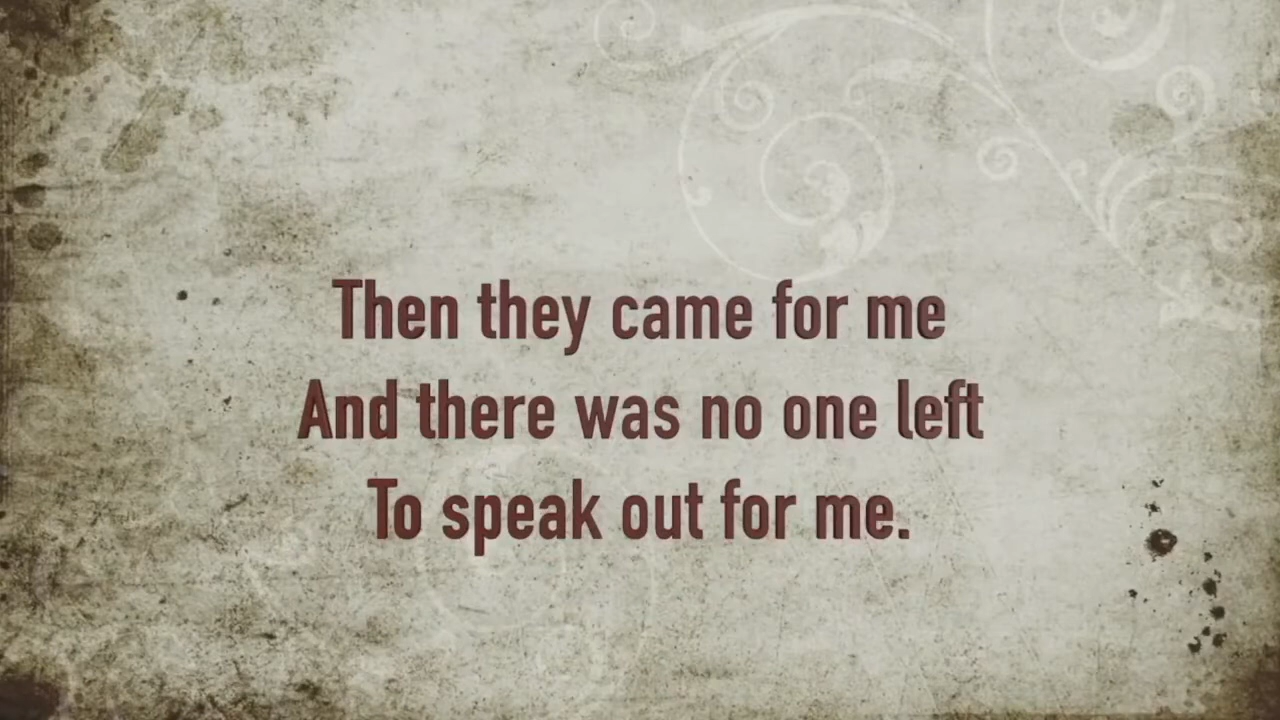 Then they came for me
And there was no one left
To speak out for me.